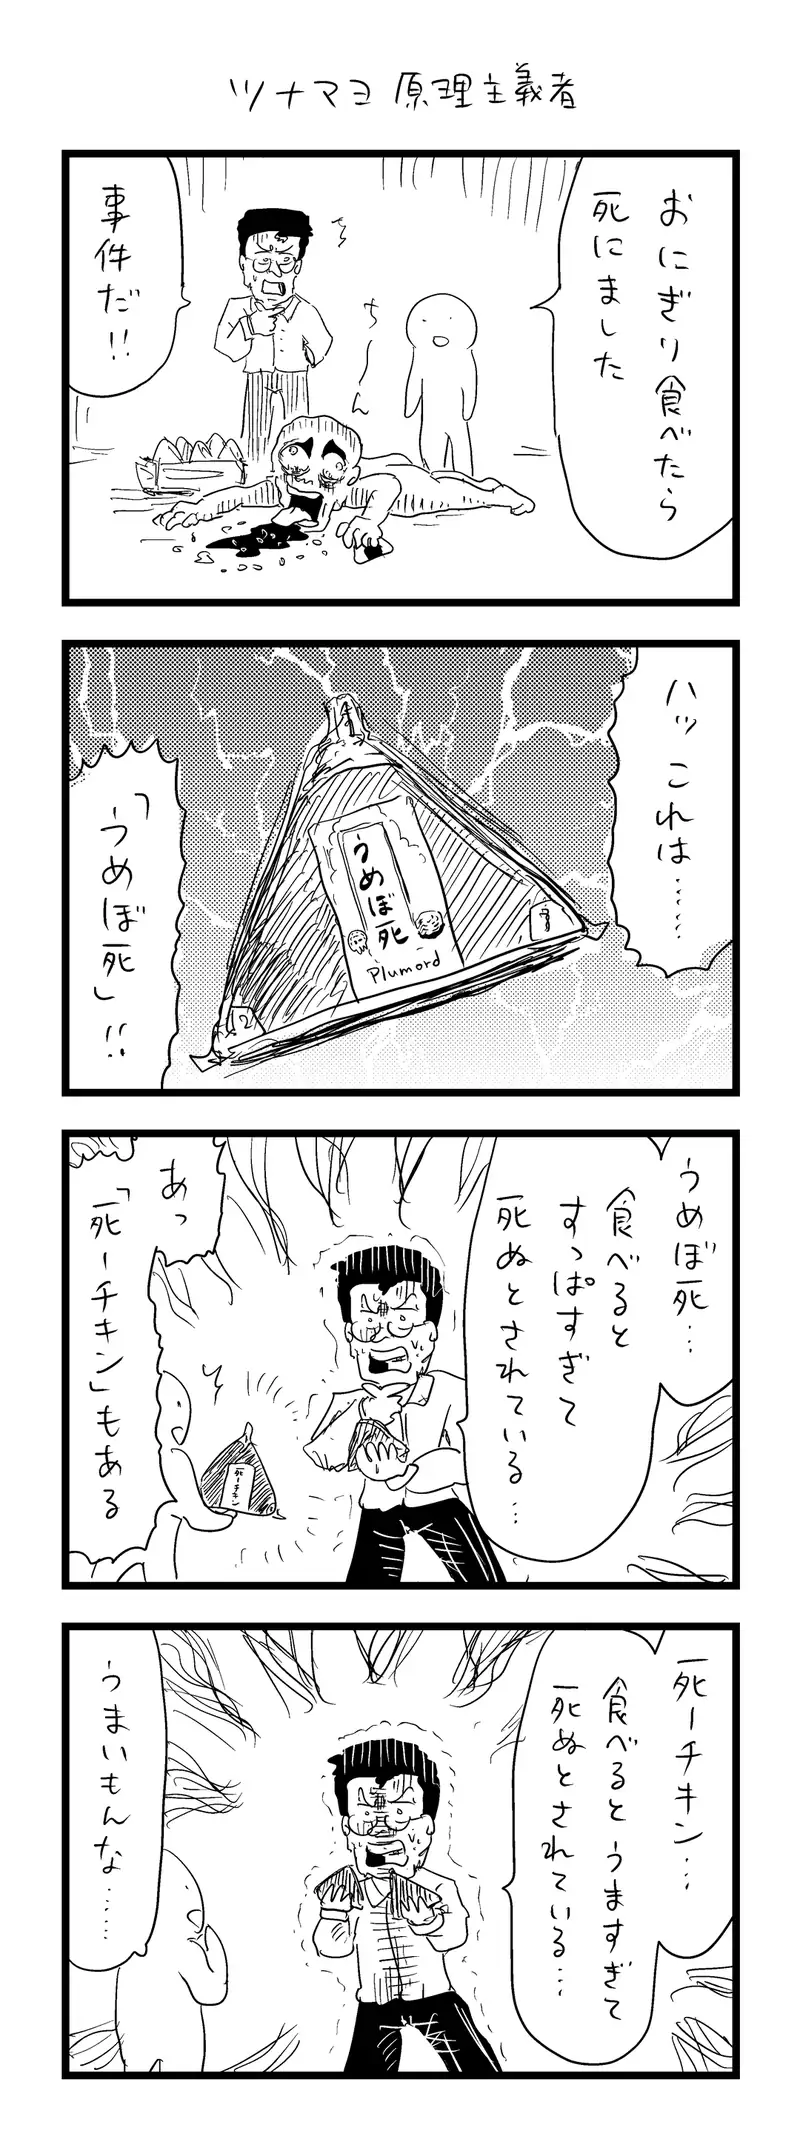 ツナマヨ原理主義者
おにぎり食べたら
死にました
事件だ!!
ちーん
ハッ これは……
うめぼ死
Plumord
「うめぼ死」!!
うめぼ死…
食べると
すっぱすぎて
死ぬとされている…
あっ
「死ーチキン」もある
死ーチキン
死ーチキン…
食べるとうますぎて
死ぬとされている…
うまいもんな……